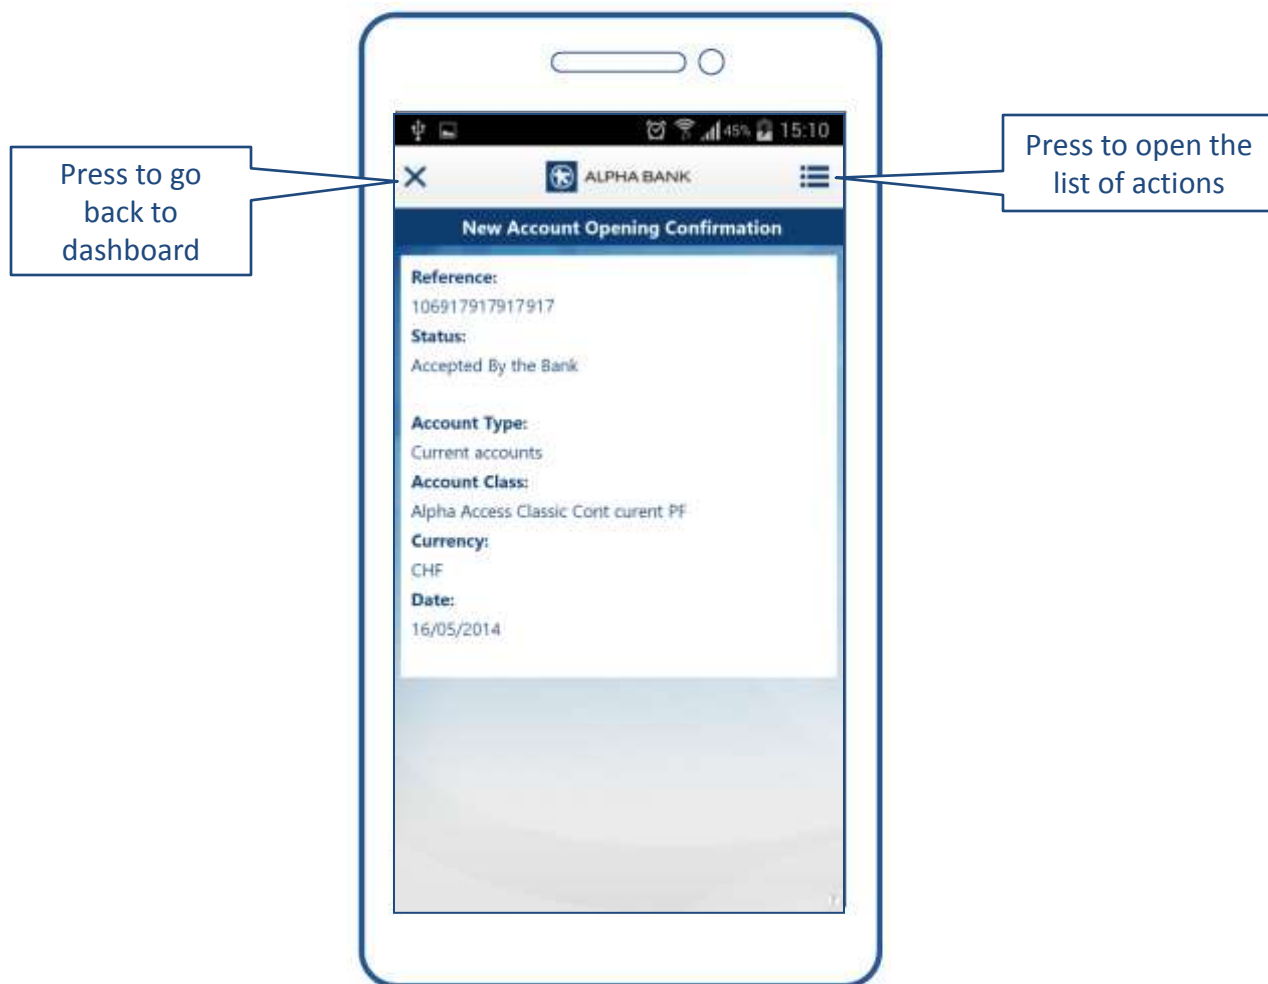 45% 15:10
ALPHA BANK
Press to go
back to
dashboard
Press to open the
list of actions
New Account Opening Confirmation
Reference:
106917917917917
Status:
Accepted By the Bank
Account Type:
Current accounts
Account Class:
Alpha Access Classic Cont curent PF
Currency:
CHF
Date:
16/05/2014